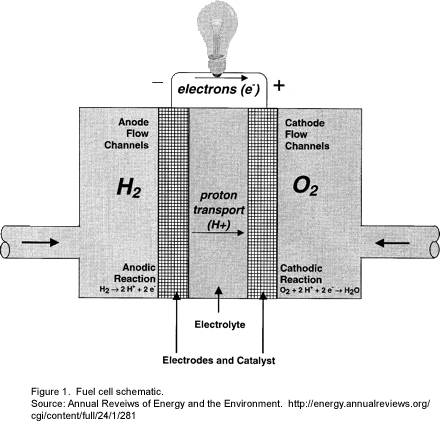 − electrons (e⁻) +
Anode
Flow
Channels
Cathode
Flow
Channels
H₂
proton
transport
(H+)
O₂
Anodic
Reaction
H₂ → 2 H⁺ + 2 e⁻
Cathodic
Reaction
O₂ + 2 H⁺ + 2 e⁻ → H₂O
Electrolyte
Electrodes and Catalyst
Figure 1. Fuel cell schematic.
Source: Annual Reveiws of Energy and the Environment. http://energy.annualreviews.org/
cgi/content/full/24/1/281